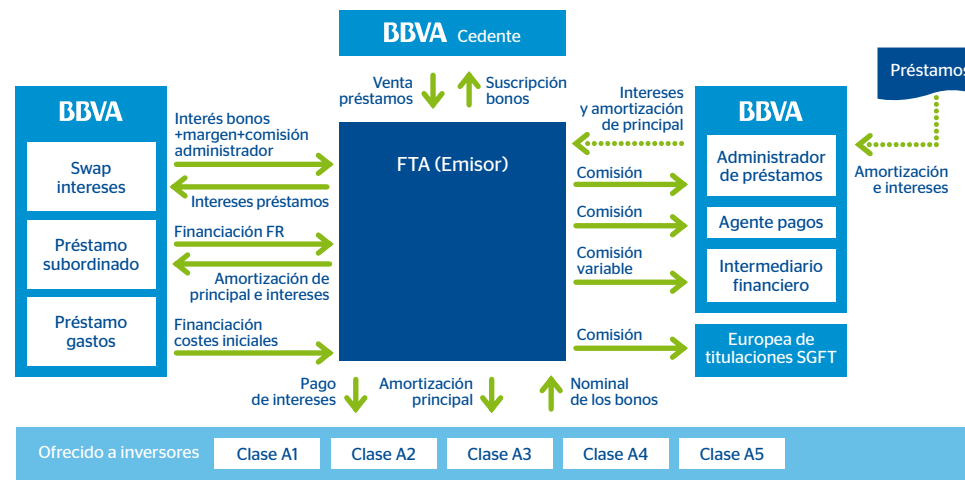 BBVA Cedente
Venta
préstamos
Suscripción
bonos
Préstamos
BBVA
Swap
intereses
Préstamo
subordinado
Préstamo
gastos
Interés bonos
+margen+comisión
administrador
Intereses préstamos
Financiación FR
Amortización de
principal e intereses
Financiación
costes iniciales
FTA (Emisor)
Intereses
y amortización
de principal
Comisión
Comisión
Comisión
variable
Comisión
BBVA
Administrador
de préstamos
Agente pagos
Intermediario
financiero
Europea de
titulaciones SGFT
Amortización
e intereses
Pago
de intereses
Amortización
principal
Nominal
de los bonos
Ofrecido a inversores
Clase A1
Clase A2
Clase A3
Clase A4
Clase A5